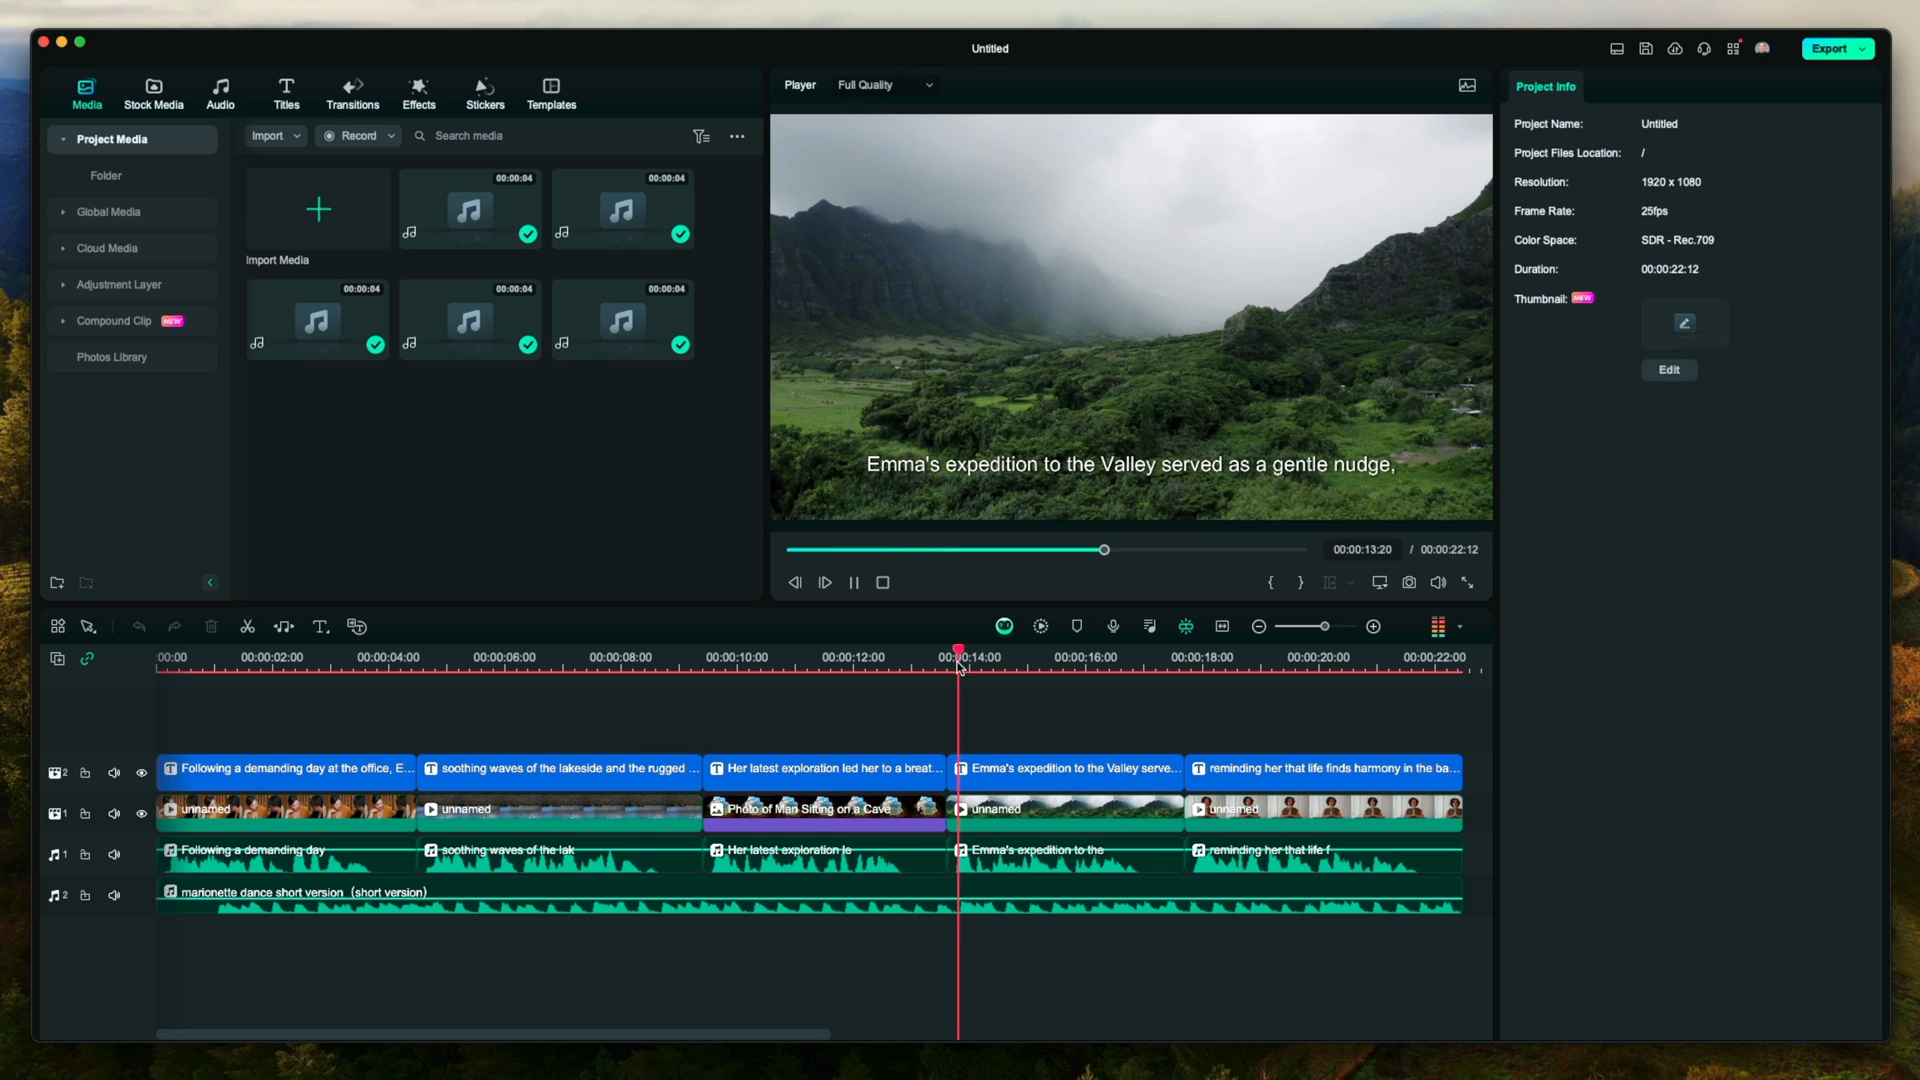 Untitled
Export
Media
Stock Media
Audio
Titles
Transitions
Effects
Stickers
Templates
Player
Full Quality
Project Info
Project Media
Folder
Global Media
Cloud Media
Adjustment Layer
Compound Clip NEW
Photos Library
Import
Record
Search media
00:00:04
00:00:04
Import Media
00:00:04
00:00:04
00:00:04
Emma's expedition to the Valley served as a gentle nudge,
00:00:13:20 / 00:00:22:12
Project Name: Untitled
Project Files Location: /
Resolution: 1920 x 1080
Frame Rate: 25fps
Color Space: SDR - Rec.709
Duration: 00:00:22:12
Thumbnail: NEW
Edit
:00:00 00:00:02:00 00:00:04:00 00:00:06:00 00:00:08:00 00:00:10:00 00:00:12:00 00:00:14:00 00:00:16:00 00:00:18:00 00:00:20:00 00:00:22:00
2
Following a demanding day at the office, E...
soothing waves of the lakeside and the rugged ...
Her latest exploration led her to a breat...
Emma's expedition to the Valley serve...
reminding her that life finds harmony in the ba...
1
unnamed
unnamed
Photo of Man Sitting on a Cave
unnamed
unnamed
1
Following a demanding day
soothing waves of the lak
Her latest exploration le
Emma's expedition to the
reminding her that life f
2
marionette dance short version (short version)